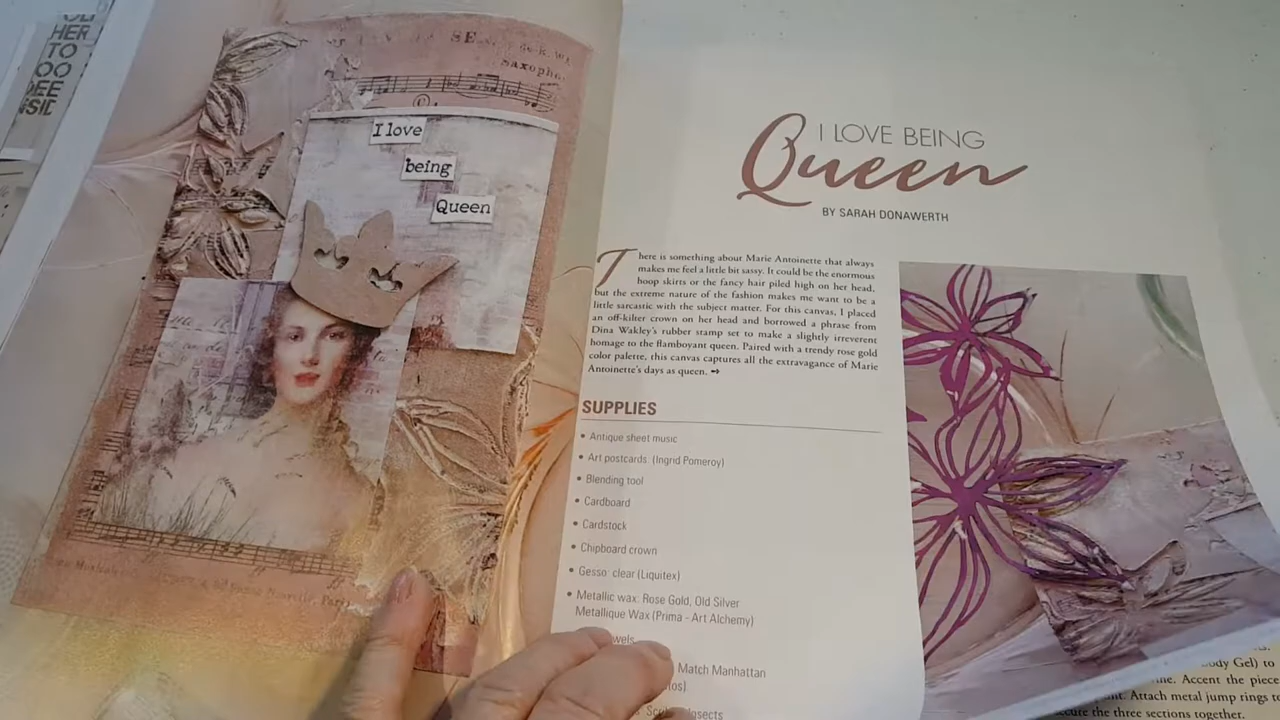 HER
TO
I love
being
Queen
I LOVE BEING
Queen
BY SARAH DONAWERTH
There is something about Marie Antoinette that always
makes me feel a little bit sassy. It could be the enormous
hoop skirts or the fancy hair piled high on her head,
but the extreme nature of the fashion makes me want to be a
little sarcastic with the subject matter. For this canvas, I placed
an off-kilter crown on her head and borrowed a phrase from
Dina Wakley's rubber stamp set to make a slightly irreverent
homage to the flamboyant queen. Paired with a trendy rose gold
color palette, this canvas captures all the extravagance of Marie
Antoinette's days as queen. ➺
SUPPLIES
• Antique sheet music
• Art postcards: (Ingrid Pomeroy)
• Blending tool
• Cardboard
• Cardstock
• Chipboard crown
• Gesso: clear (Liquitex)
• Metallic wax: Rose Gold, Old Silver
Metallique Wax (Prima - Art Alchemy)
Match Manhattan
Body Gel) to
Accent the piece
Attach metal jump rings to
the three sections together.